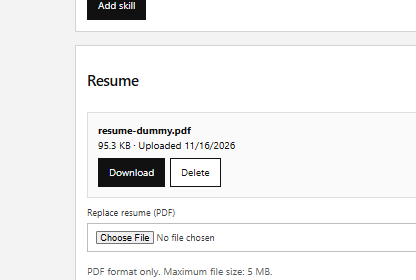 Add skill
Resume
resume-dummy.pdf
95.3 KB · Uploaded 11/16/2026
Download Delete
Replace resume (PDF)
Choose File No file chosen
PDF format only. Maximum file size: 5 MB.